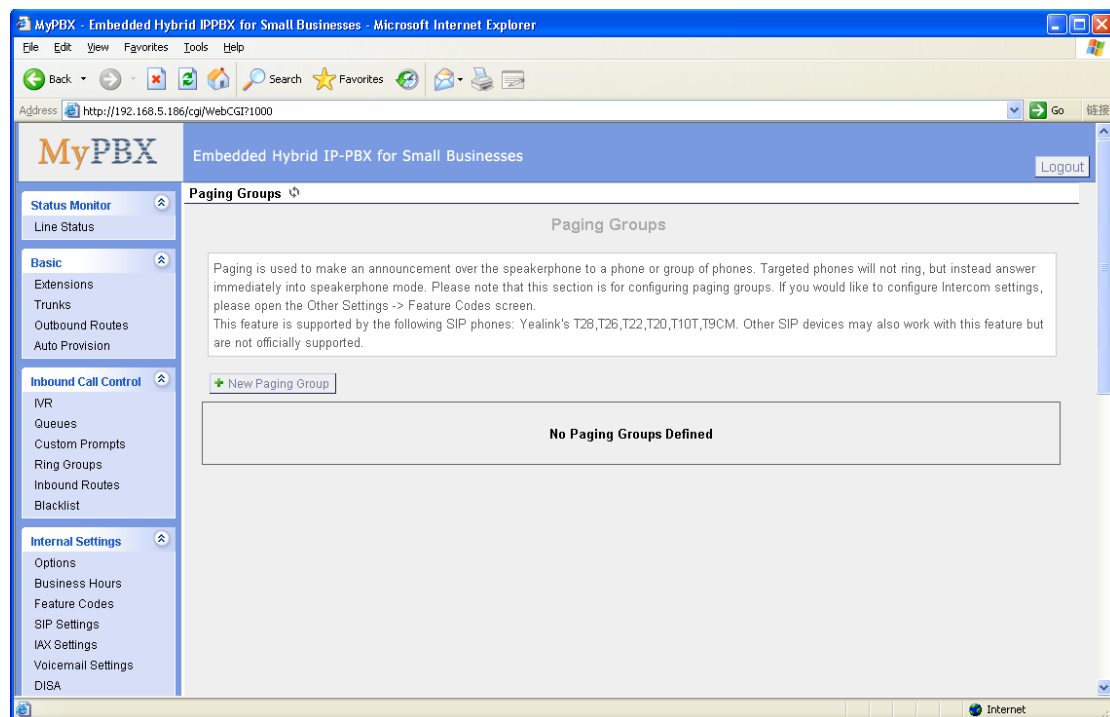 MyPBX - Embedded Hybrid IPPBX for Small Businesses - Microsoft Internet Explorer
File Edit View Favorites Tools Help
Back Search Favorites
Address http://192.168.5.186/cgi/WebCGI?1000 Go 链接
MyPBX
Embedded Hybrid IP-PBX for Small Businesses
Logout
Status Monitor
Line Status
Basic
Extensions
Trunks
Outbound Routes
Auto Provision
Inbound Call Control
IVR
Queues
Custom Prompts
Ring Groups
Inbound Routes
Blacklist
Internal Settings
Options
Business Hours
Feature Codes
SIP Settings
IAX Settings
Voicemail Settings
DISA
Paging Groups
Paging Groups
Paging is used to make an announcement over the speakerphone to a phone or group of phones. Targeted phones will not ring, but instead answer
immediately into speakerphone mode. Please note that this section is for configuring paging groups. If you would like to configure Intercom settings,
please open the Other Settings -> Feature Codes screen.
This feature is supported by the following SIP phones: Yealink's T28,T26,T22,T20,T10T,T9CM. Other SIP devices may also work with this feature but
are not officially supported.
New Paging Group
No Paging Groups Defined
Internet